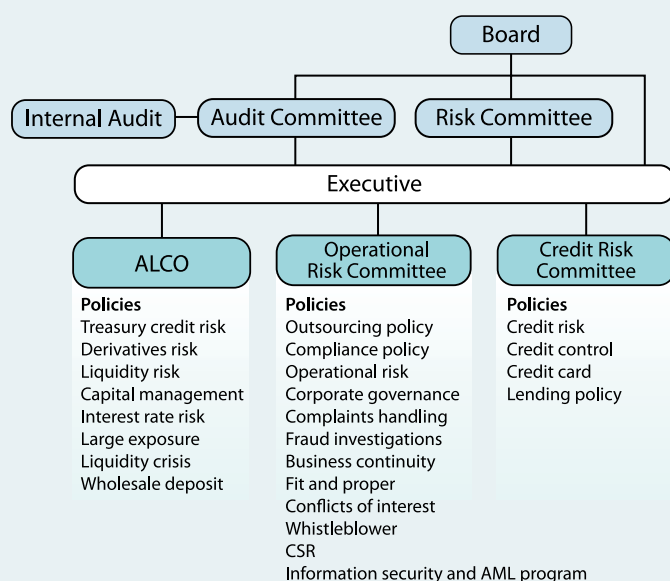 Board
Internal Audit
Audit Committee
Risk Committee
Executive
ALCO
Policies
Treasury credit risk
Derivatives risk
Liquidity risk
Capital management
Interest rate risk
Large exposure
Liquidity crisis
Wholesale deposit
Operational
Risk Committee
Policies
Outsourcing policy
Compliance policy
Operational risk
Corporate governance
Complaints handling
Fraud investigations
Business continuity
Fit and proper
Conflicts of interest
Whistleblower
CSR
Information security and AML program
Credit Risk
Committee
Policies
Credit risk
Credit control
Credit card
Lending policy